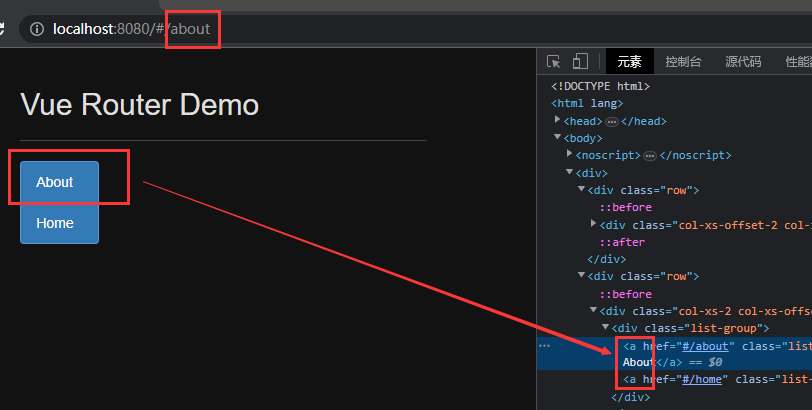 localhost:8080/#/about
Vue Router Demo
About
Home
元素
控制台
源代码
<!DOCTYPE html>
<html lang>
<head>…</head>
<body>
<noscript>…</noscript>
<div>
<div class="row">
::before
<div class="col-xs-offset-2 col-
::after
</div>
<div class="row">
::before
<div class="col-xs-2 col-xs-offse
<div class="list-group">
<a href="#/about" class="list
About</a> == $0
<a href="#/home" class="list-
</div>